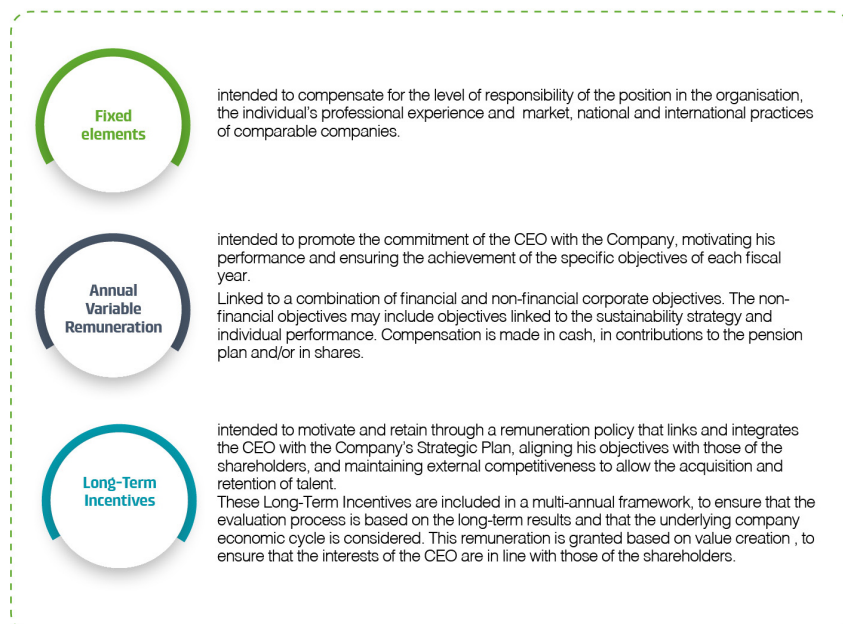 Fixed
elements
intended to compensate for the level of responsibility of the position in the organisation,
the individual's professional experience and market, national and international practices
of comparable companies.
Annual
Variable
Remuneration
intended to promote the commitment of the CEO with the Company, motivating his
performance and ensuring the achievement of the specific objectives of each fiscal
year.
Linked to a combination of financial and non-financial corporate objectives. The non-
financial objectives may include objectives linked to the sustainability strategy and
individual performance. Compensation is made in cash, in contributions to the pension
plan and/or in shares.
Long-Term
Incentives
intended to motivate and retain through a remuneration policy that links and integrates
the CEO with the Company's Strategic Plan, aligning his objectives with those of the
shareholders, and maintaining external competitiveness to allow the acquisition and
retention of talent.
These Long-Term Incentives are included in a multi-annual framework, to ensure that the
evaluation process is based on the long-term results and that the underlying company
economic cycle is considered. This remuneration is granted based on value creation , to
ensure that the interests of the CEO are in line with those of the shareholders.